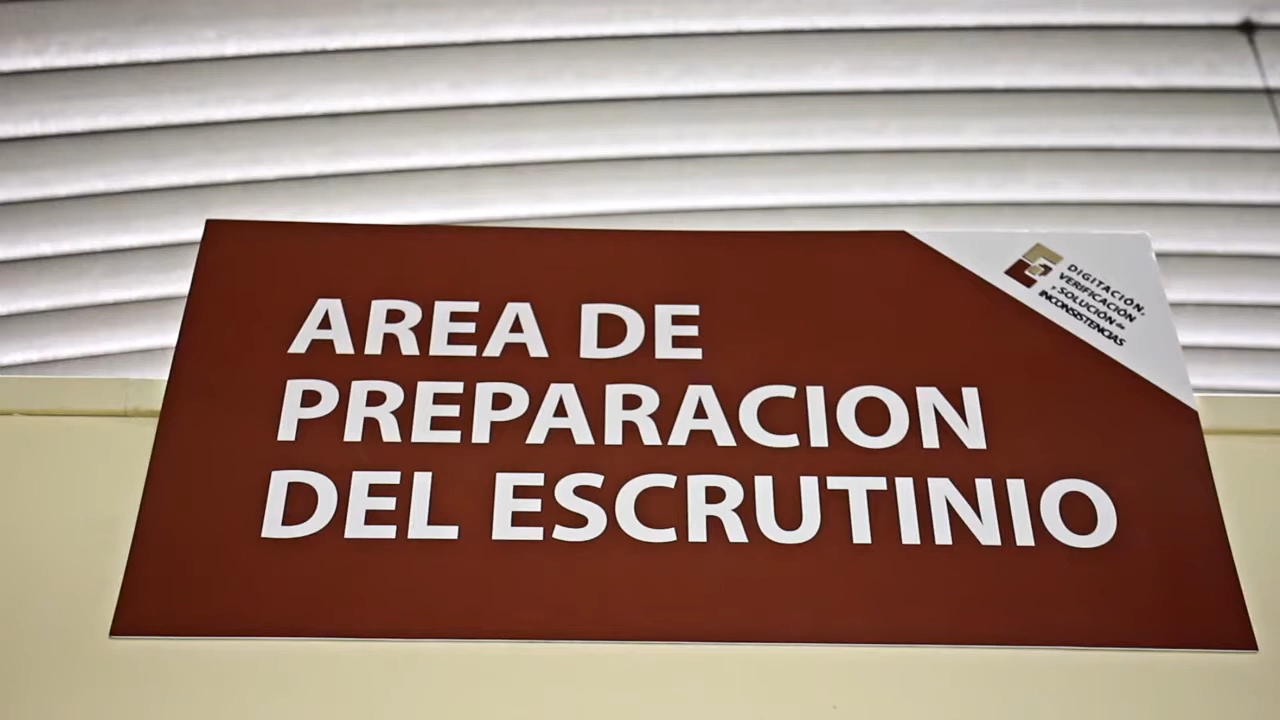 AREA DE
PREPARACION
DEL ESCRUTINIO
DIGITACIÓN,
VERIFICACIÓN
Y SOLUCIÓN de
INCONSISTENCIAS